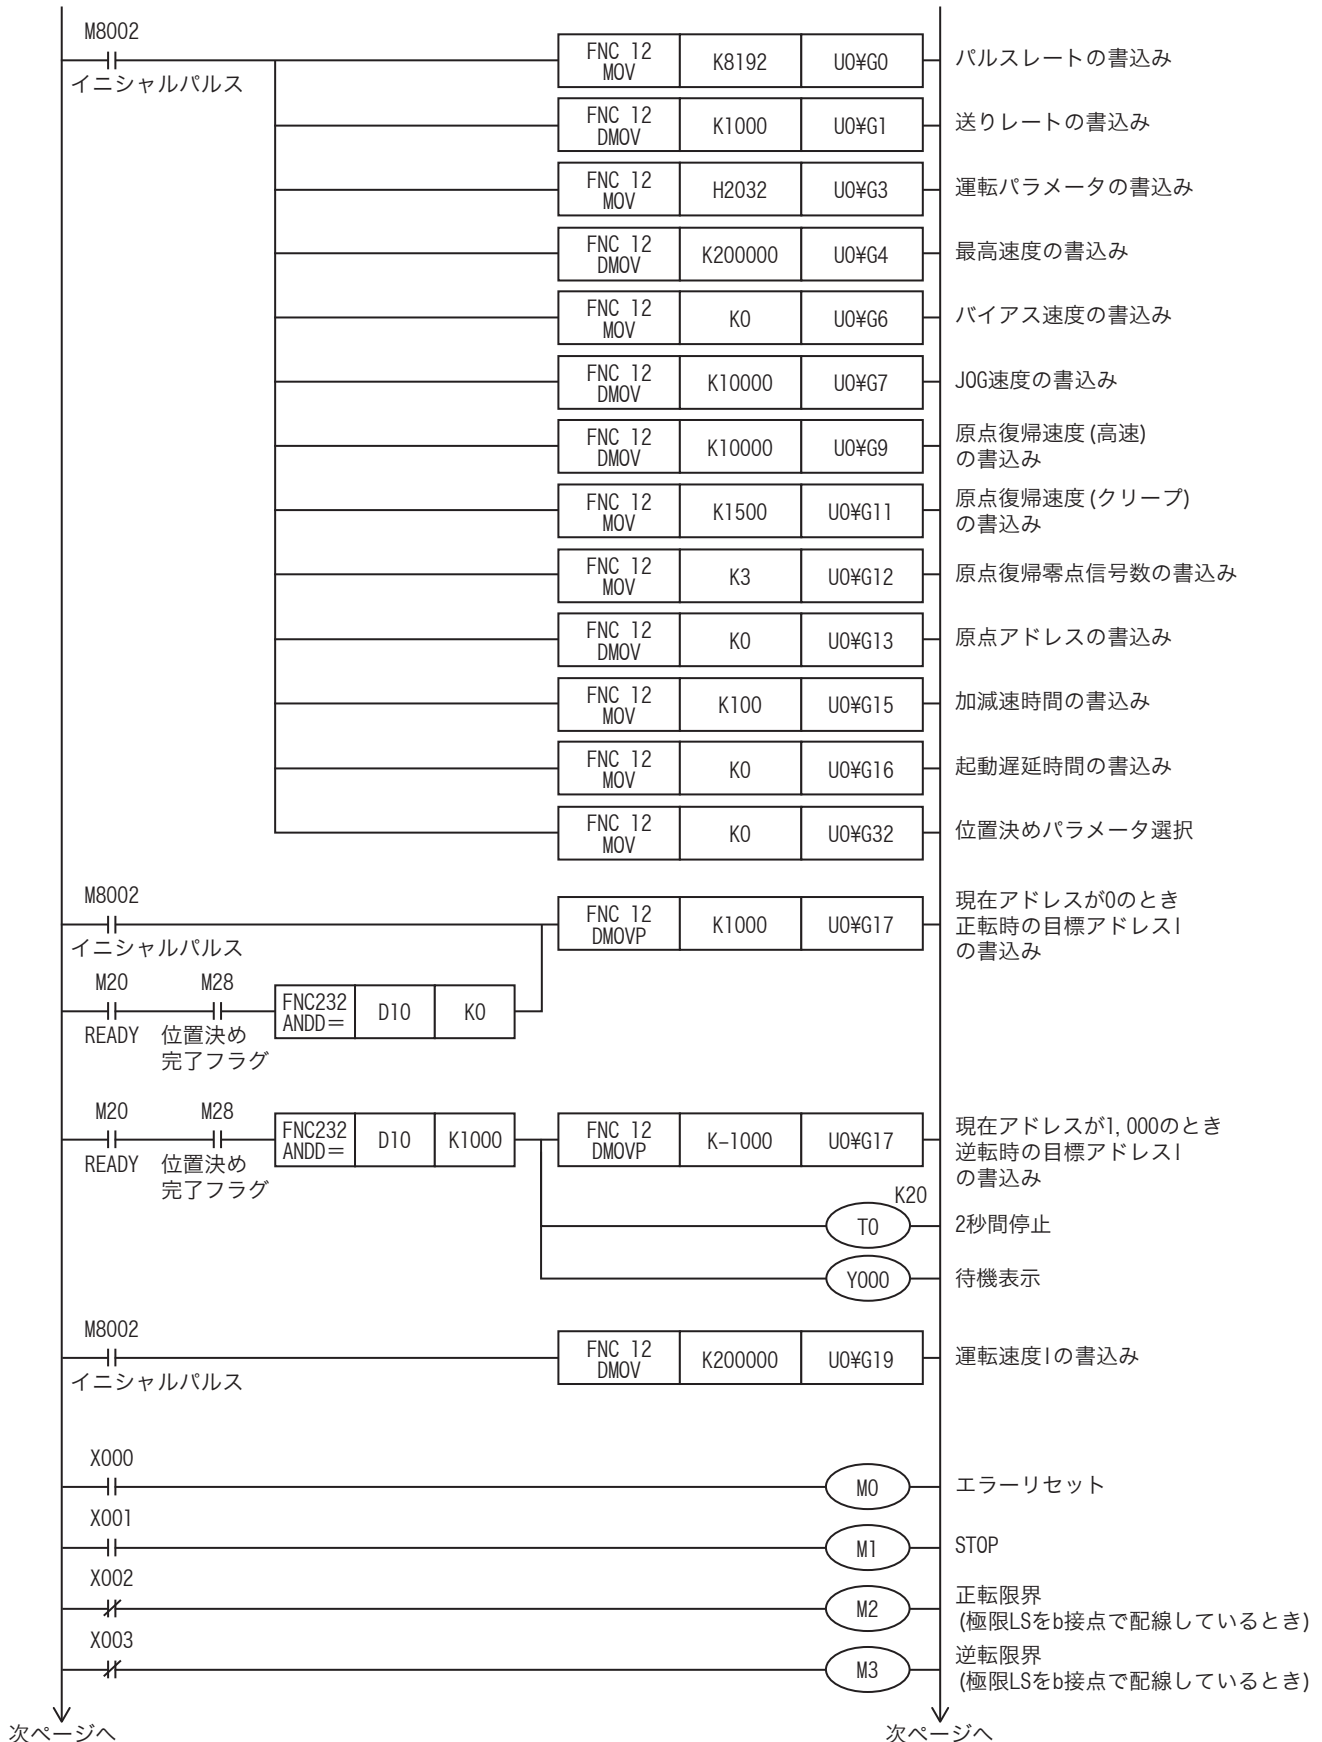 M8002
イニシャルパルス
FNC 12
MOV
K8192
U0¥G0
パルスレートの書込み
FNC 12
DMOV
K1000
U0¥G1
送りレートの書込み
FNC 12
MOV
H2032
U0¥G3
運転パラメータの書込み
FNC 12
DMOV
K200000
U0¥G4
最高速度の書込み
FNC 12
MOV
K0
U0¥G6
バイアス速度の書込み
FNC 12
DMOV
K10000
U0¥G7
JOG速度の書込み
FNC 12
DMOV
K10000
U0¥G9
原点復帰速度(高速)
の書込み
FNC 12
MOV
K1500
U0¥G11
原点復帰速度(クリープ)
の書込み
FNC 12
MOV
K3
U0¥G12
原点復帰零点信号数の書込み
FNC 12
DMOV
K0
U0¥G13
原点アドレスの書込み
FNC 12
MOV
K100
U0¥G15
加減速時間の書込み
FNC 12
MOV
K0
U0¥G16
起動遅延時間の書込み
FNC 12
MOV
K0
U0¥G32
位置決めパラメータ選択
M8002
イニシャルパルス
FNC 12
DMOVP
K1000
U0¥G17
現在アドレスが0のとき
正転時の目標アドレスI
の書込み
M20
READY
M28
位置決め
完了フラグ
FNC232
ANDD＝
D10
K0
M20
READY
M28
位置決め
完了フラグ
FNC232
ANDD＝
D10
K1000
FNC 12
DMOVP
K−1000
U0¥G17
現在アドレスが1,000のとき
逆転時の目標アドレスI
の書込み
K20
T0
2秒間停止
Y000
待機表示
M8002
イニシャルパルス
FNC 12
DMOV
K200000
U0¥G19
運転速度Iの書込み
X000
M0
エラーリセット
X001
M1
STOP
X002
M2
正転限界
(極限LSをb接点で配線しているとき)
X003
M3
逆転限界
(極限LSをb接点で配線しているとき)
次ページへ
次ページへ